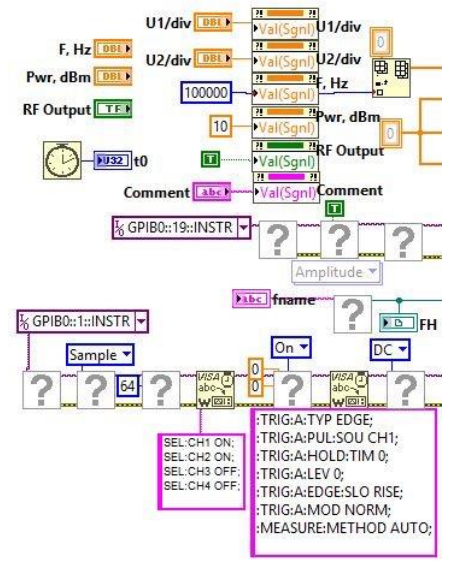 U1/div DBL ?! ?! U1/div
Val(Sgnl)
0
F, Hz DBL
U2/div DBL ?! ?! U2/div
Val(Sgnl)
Pwr, dBm DBL
100000 ?! ?! F, Hz
Val(Sgnl)
RF Output TF
10 ?! ?! Pwr, dBm
Val(Sgnl)
0
U32 t0
T ?! ?! RF Output
Val(Sgnl)
Comment abc ?! ?! Comment
Val(Sgnl)
T
I/O GPIB0::19::INSTR
? ? ?
Amplitude
abc fname ?
FH
I/O GPIB0::1::INSTR
Sample
On
DC
? ? 64 ? VISA abc W 0 0 ? VISA abc W ?
SEL:CH1 ON;
SEL:CH2 ON;
SEL:CH3 OFF;
SEL:CH4 OFF;
:TRIG:A:TYP EDGE;
:TRIG:A:PUL:SOU CH1;
:TRIG:A:HOLD:TIM 0;
:TRIG:A:LEV 0;
:TRIG:A:EDGE:SLO RISE;
:TRIG:A:MOD NORM;
:MEASURE:METHOD AUTO;